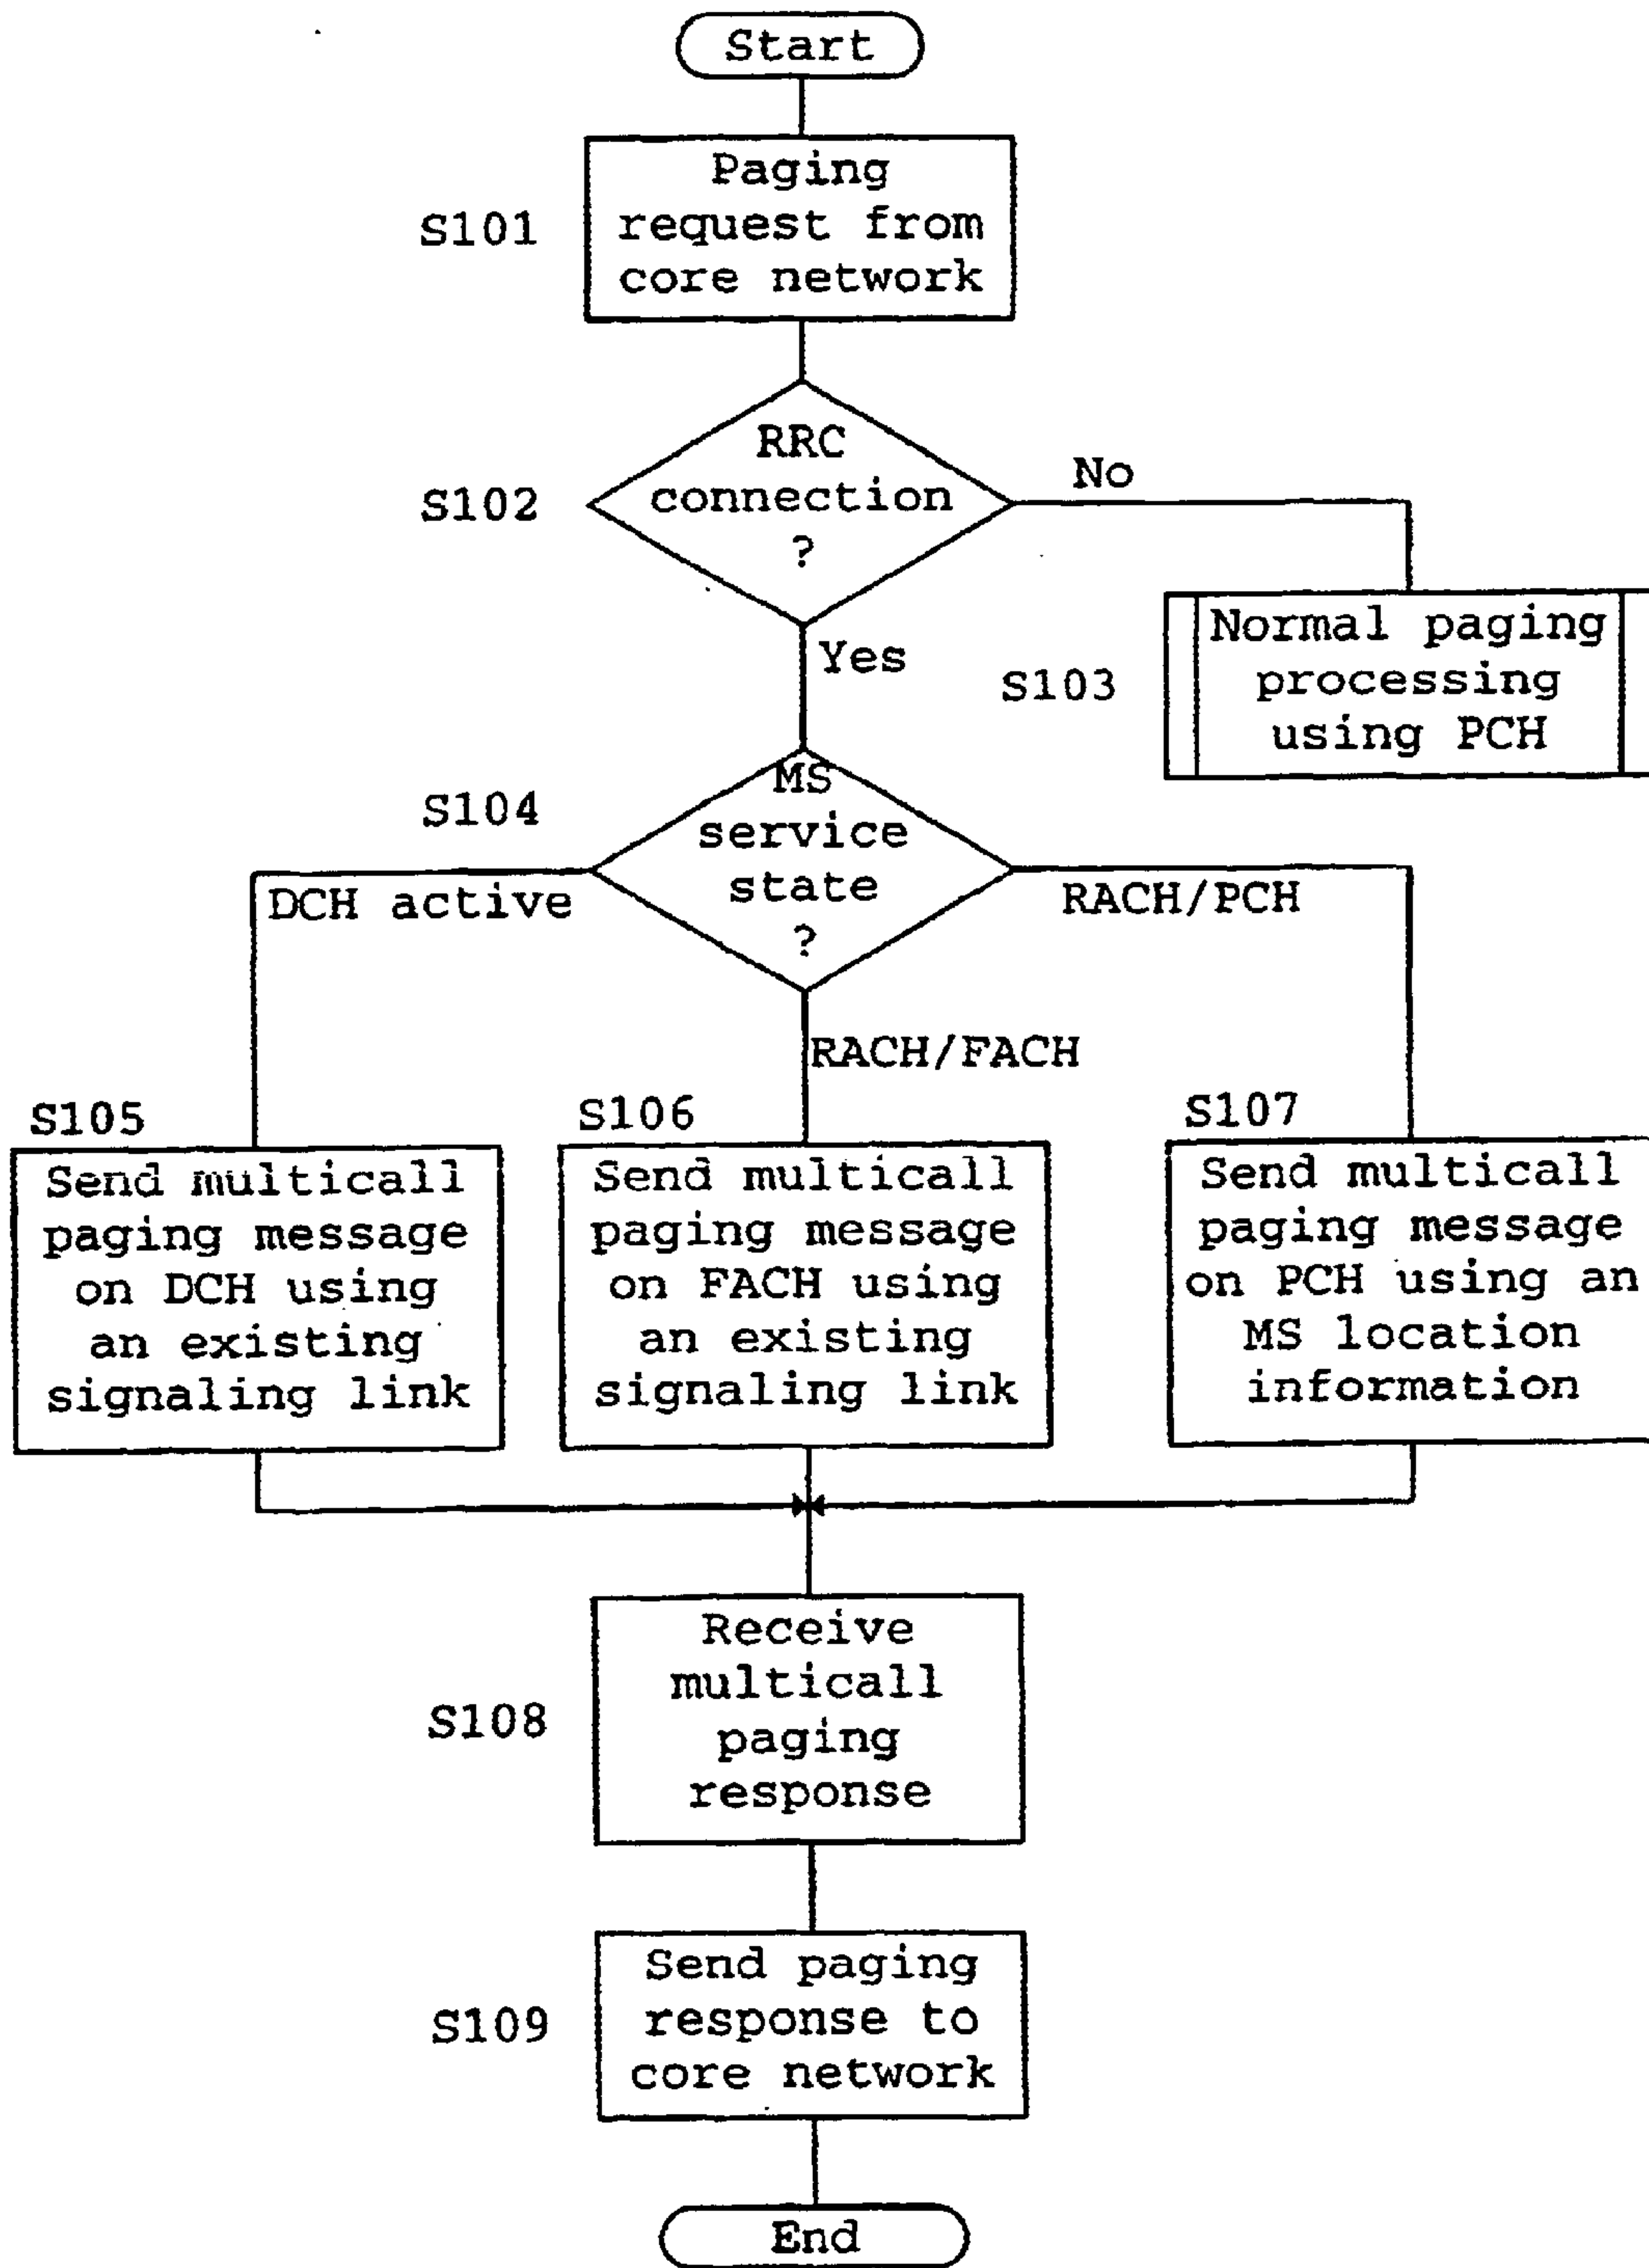 Start
S101
Paging
request from
core network
S102
RRC
connection
?
No
Yes
S103
Normal paging
processing
using PCH
S104
MS
service
state
?
DCH active
RACH/PCH
RACH/FACH
S105
Send multicall
paging message
on DCH using
an existing
signaling link
S106
Send multicall
paging message
on FACH using
an existing
signaling link
S107
Send multicall
paging message
on PCH using an
MS location
information
S108
Receive
multicall
paging
response
S109
Send paging
response to
core network
End